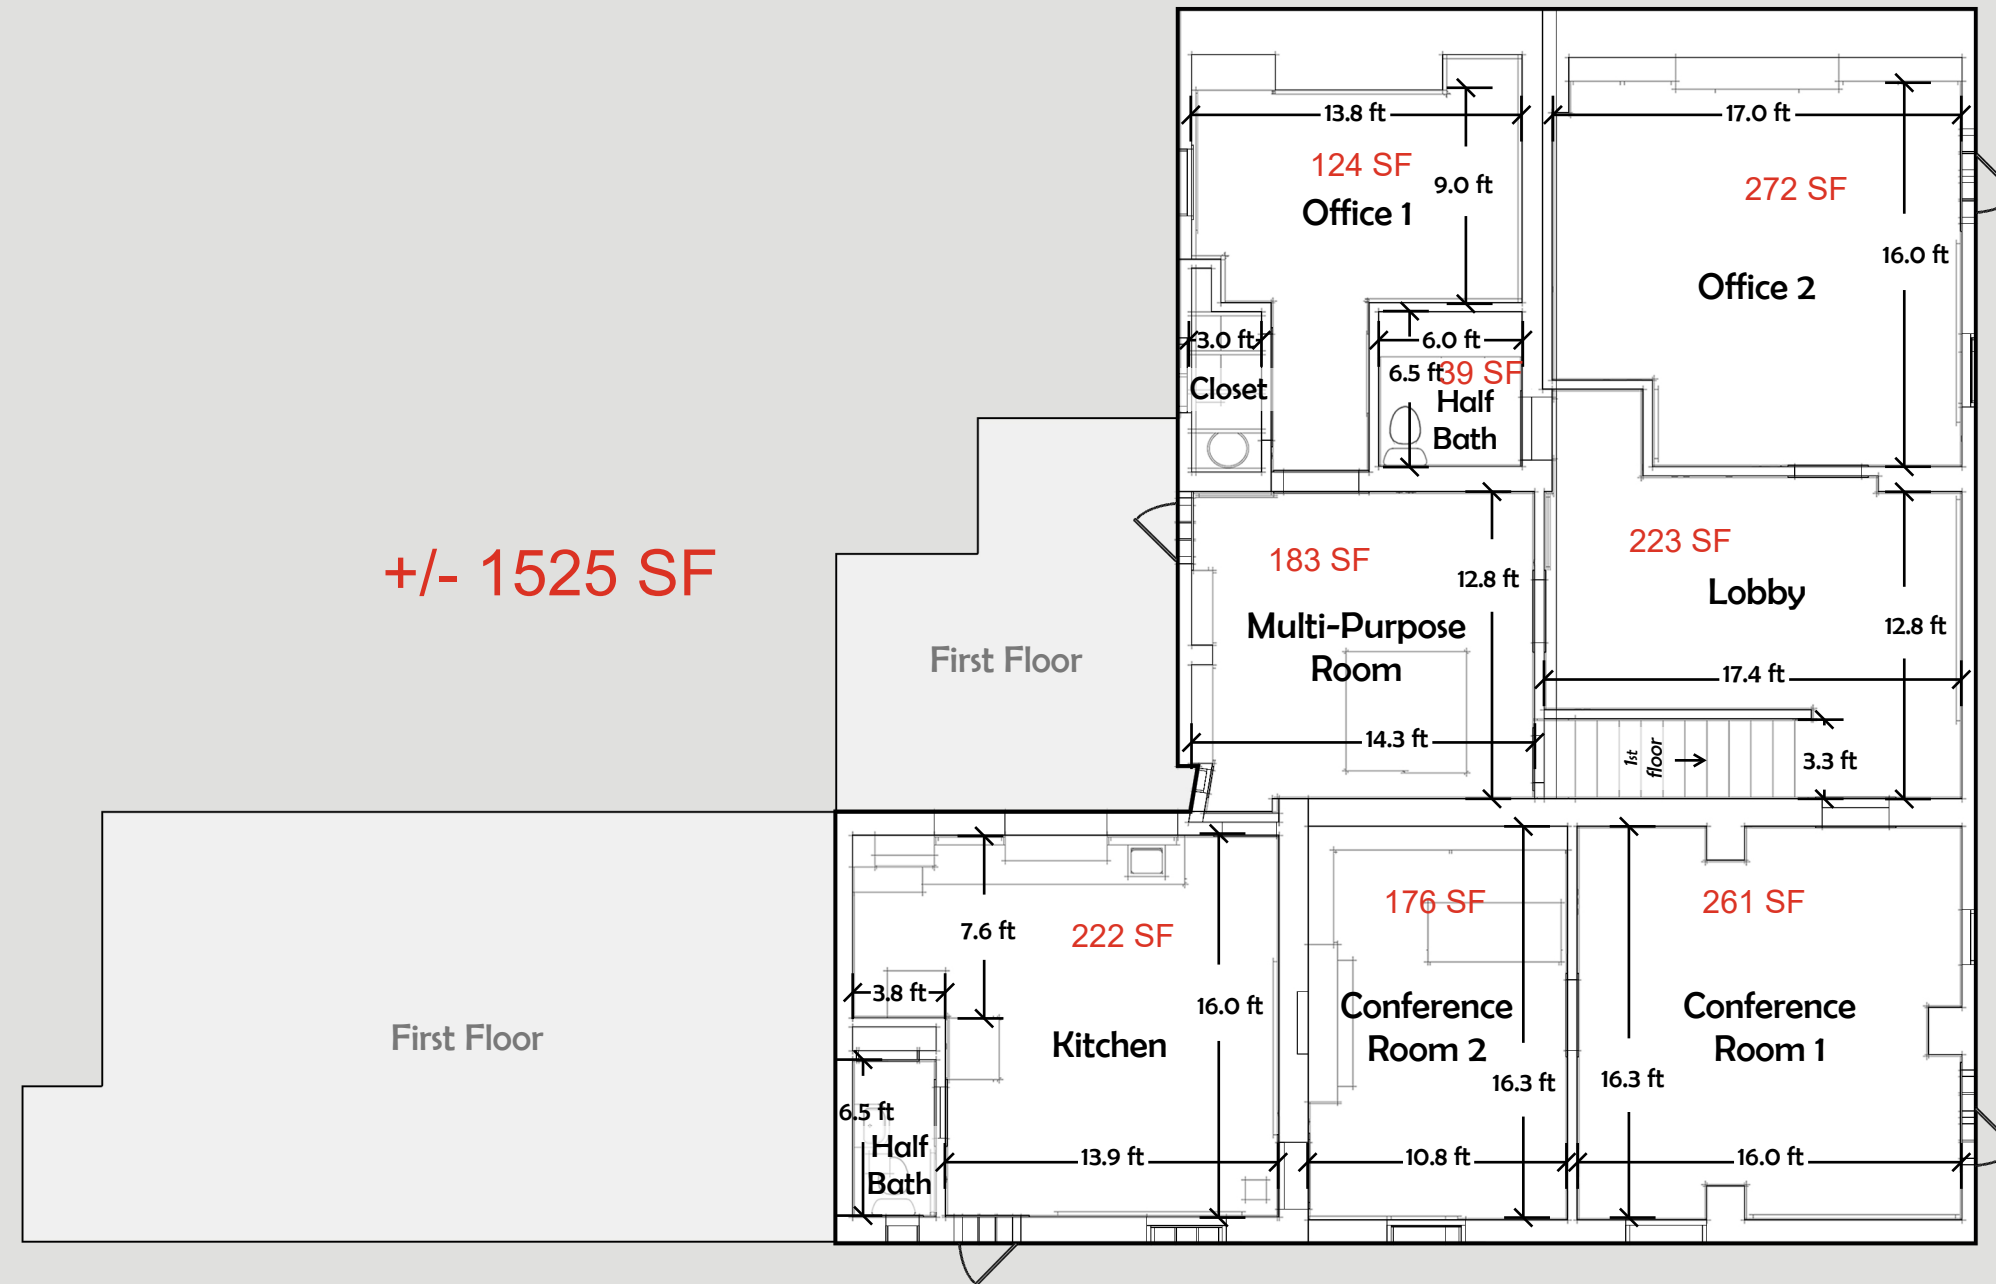 13.8 ft
17.0 ft
124 SF
9.0 ft
272 SF
Office 1
16.0 ft
Office 2
3.0 ft
6.0 ft
6.5 ft
39 SF
Closet
Half
Bath
+/- 1525 SF
183 SF
223 SF
12.8 ft
Lobby
Multi-Purpose
Room
12.8 ft
First Floor
17.4 ft
14.3 ft
1st
floor
3.3 ft
176 SF
261 SF
7.6 ft
222 SF
3.8 ft
16.0 ft
Conference
Room 2
Conference
Room 1
First Floor
Kitchen
16.3 ft
16.3 ft
6.5 ft
Half
Bath
13.9 ft
10.8 ft
16.0 ft